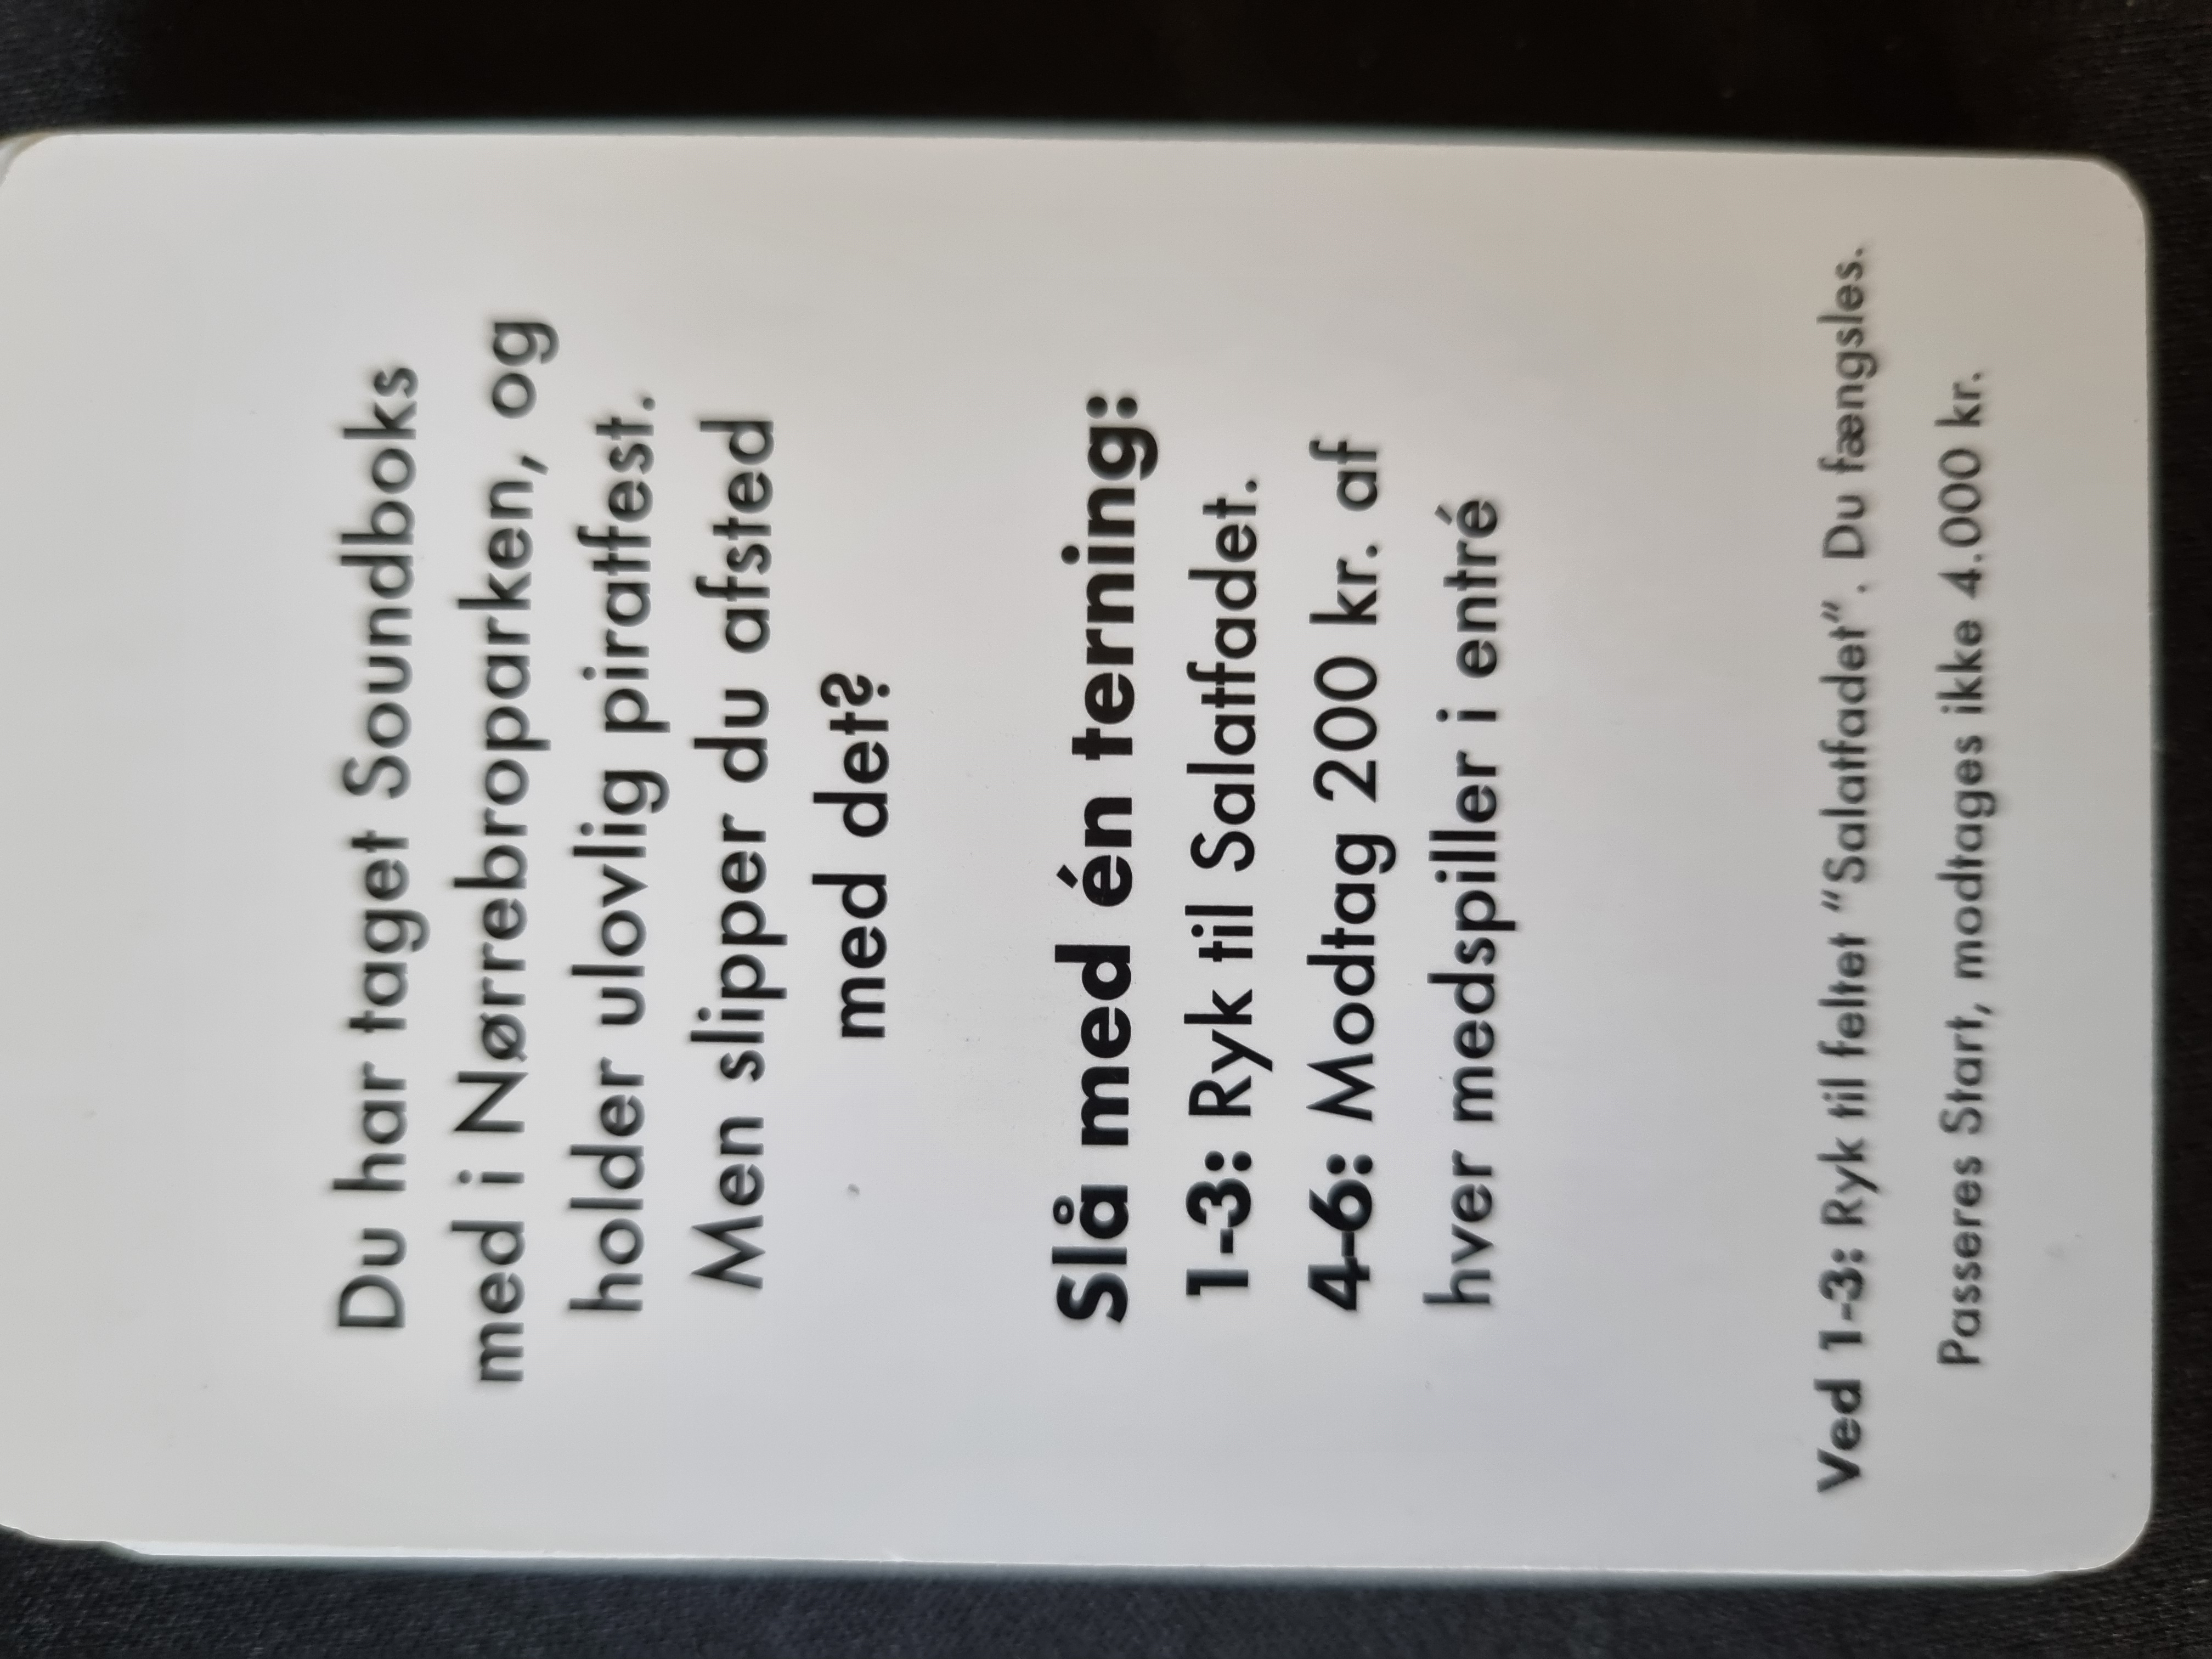 Du har taget Soundboks
med i Nørrebroparken, og
holder ulovlig piratfest.
Men slipper du afsted
med det?
Slå med én terning:
1-3: Ryk til Salatfadet.
4-6: Modtag 200 kr. af
hver medspiller i entré
Ved 1-3: Ryk til feltet "Salatfadet". Du fængsles.
Passeres Start, modtages ikke 4.000 kr.